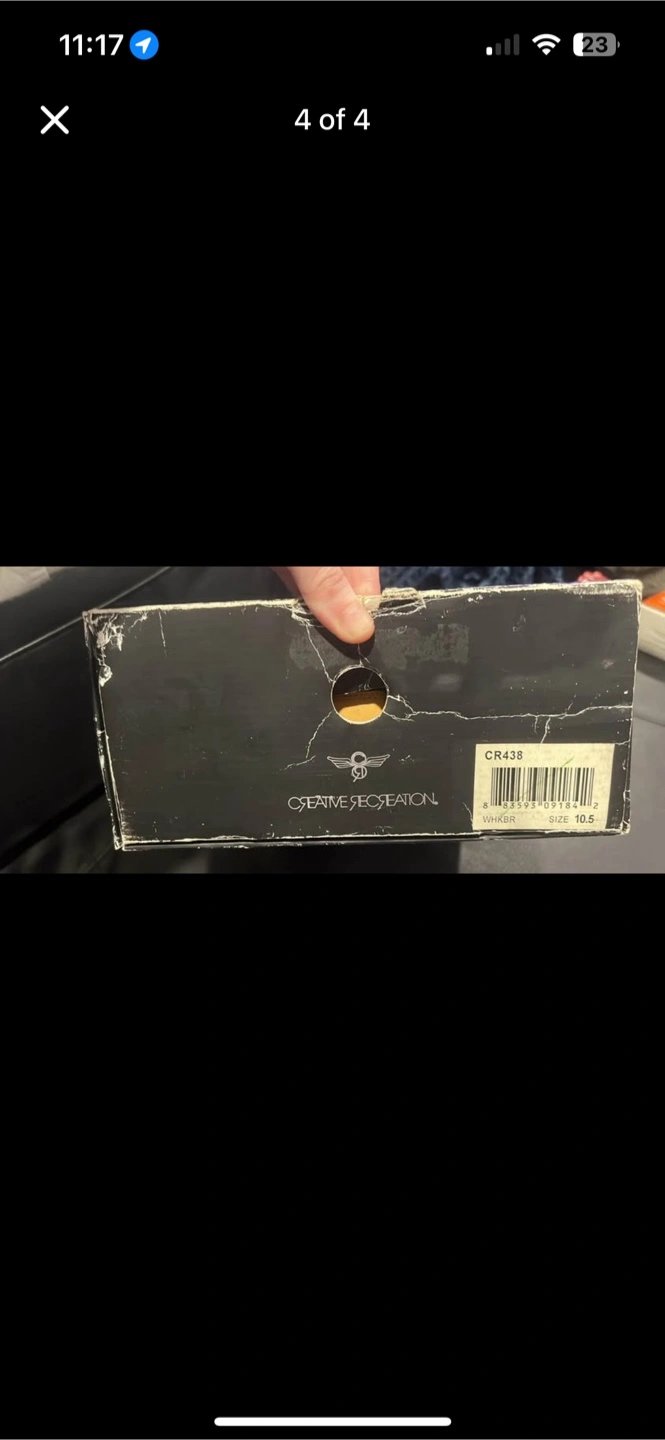 11:17
23
4 of 4
CREATIVE RECREATION
CR438
8 83593 09184 2
WHKBR SIZE 10.5